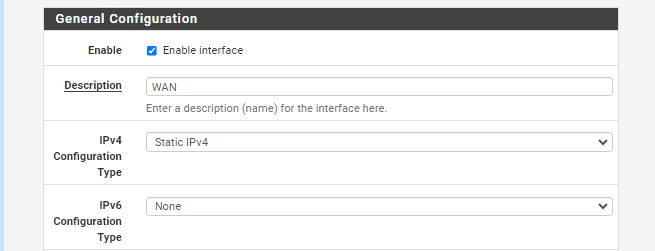 General Configuration
Enable
Enable interface
Description
WAN
Enter a description (name) for the interface here.
IPv4
Configuration
Type
Static IPv4
IPv6
Configuration
Type
None